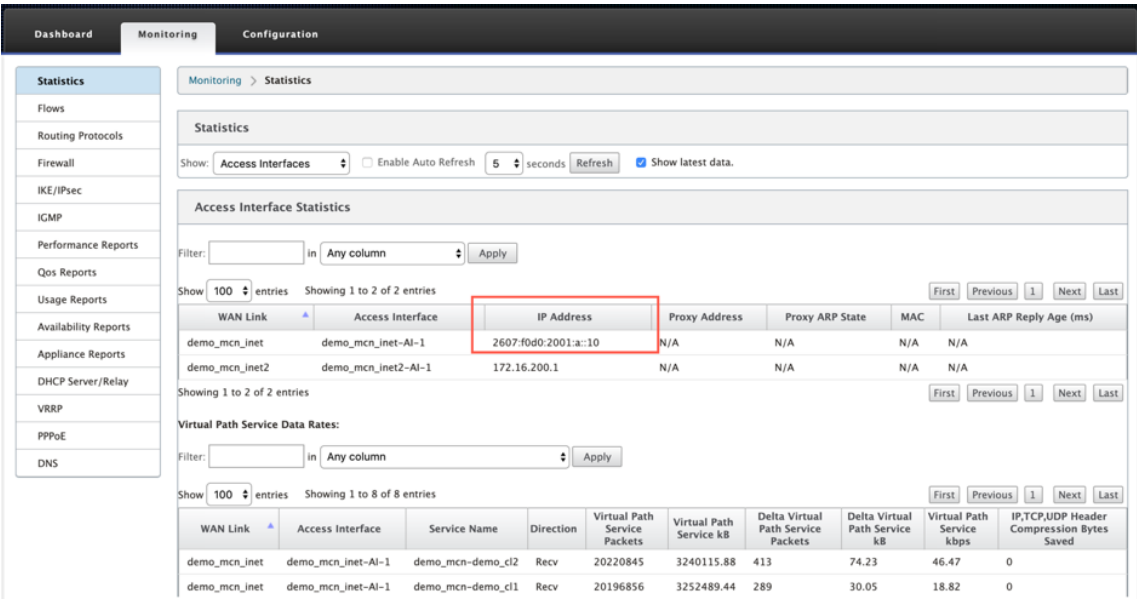 Dashboard Monitoring Configuration
Statistics
Flows
Routing Protocols
Firewall
IKE/IPsec
IGMP
Performance Reports
Qos Reports
Usage Reports
Availability Reports
Appliance Reports
DHCP Server/Relay
VRRP
PPPoE
DNS
Monitoring > Statistics
Statistics
Show: Access Interfaces Enable Auto Refresh 5 seconds Refresh Show latest data.
Access Interface Statistics
Filter: in Any column Apply
Show 100 entries Showing 1 to 2 of 2 entries First Previous 1 Next Last
WAN Link Access Interface IP Address Proxy Address Proxy ARP State MAC Last ARP Reply Age (ms)
demo_mcn_inet demo_mcn_inet-AI-1 2607:f0d0:2001:a::10 N/A N/A N/A N/A
demo_mcn_inet2 demo_mcn_inet2-AI-1 172.16.200.1 N/A N/A N/A N/A
Showing 1 to 2 of 2 entries First Previous 1 Next Last
Virtual Path Service Data Rates:
Filter: in Any column Apply
Show 100 entries Showing 1 to 8 of 8 entries First Previous 1 Next Last
WAN Link Access Interface Service Name Direction Virtual Path Service Packets Virtual Path Service kB Delta Virtual Path Service Packets Delta Virtual Path Service kB Virtual Path Service kbps IP,TCP,UDP Header Compression Bytes Saved
demo_mcn_inet demo_mcn_inet-AI-1 demo_mcn-demo_cl2 Recv 20220845 3240115.88 413 74.23 46.47 0
demo_mcn_inet demo_mcn_inet-AI-1 demo_mcn-demo_cl1 Recv 20196856 3252489.44 289 30.05 18.82 0